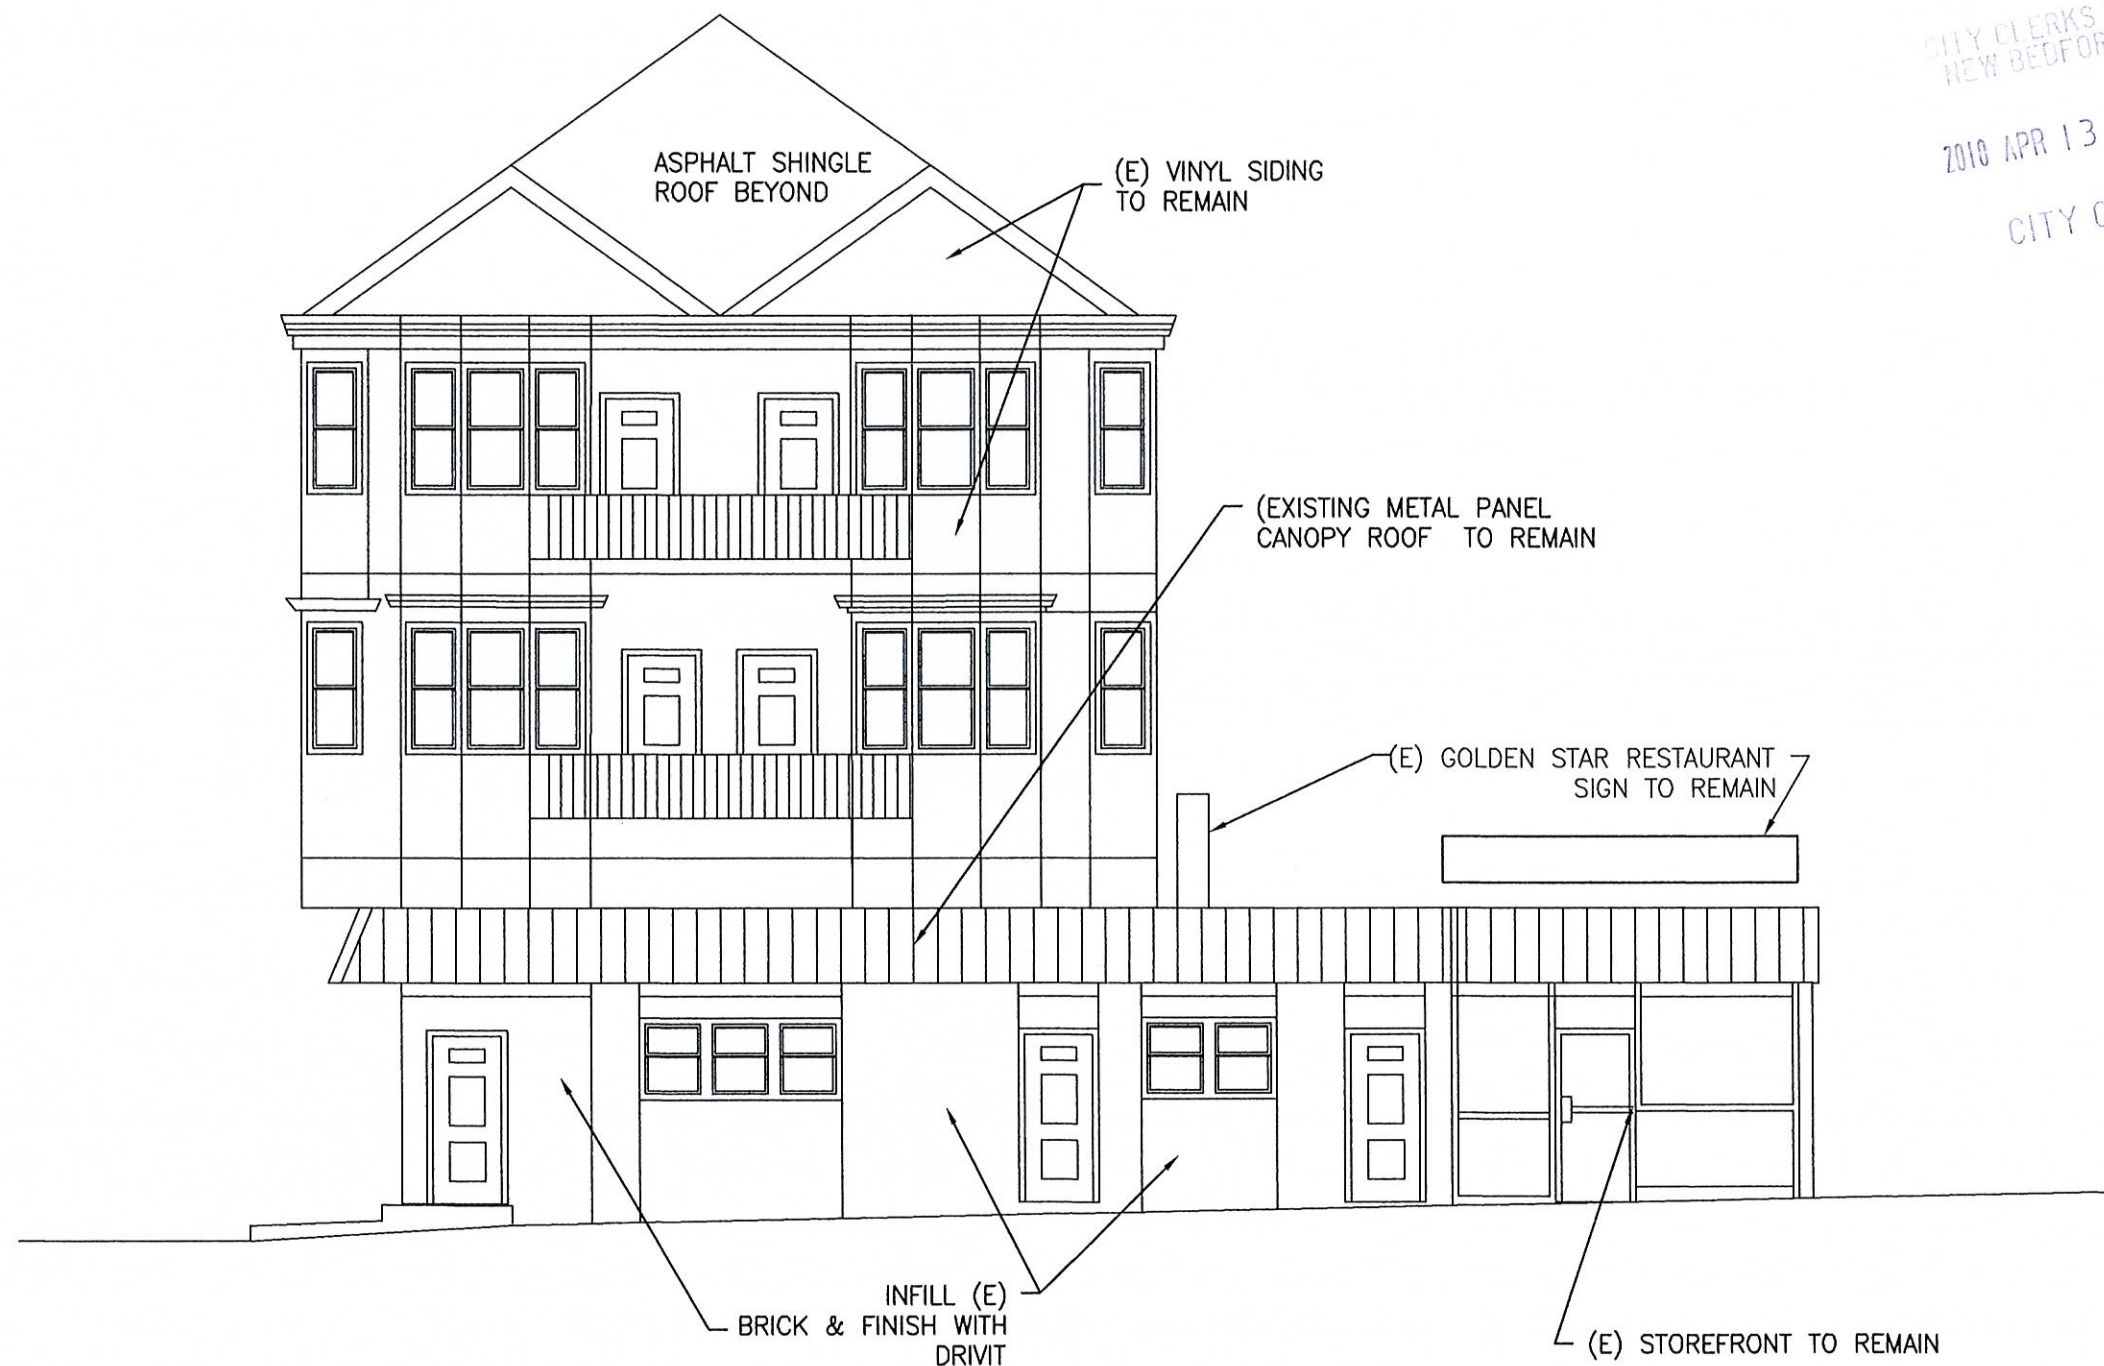 CITY CLERKS
NEW BEDFOR
2010 APR 13
CITY
ASPHALT SHINGLE
ROOF BEYOND
(E) VINYL SIDING
TO REMAIN
(EXISTING METAL PANEL
CANOPY ROOF TO REMAIN
(E) GOLDEN STAR RESTAURANT
SIGN TO REMAIN
INFILL (E)
BRICK & FINISH WITH
DRIVIT
(E) STOREFRONT TO REMAIN